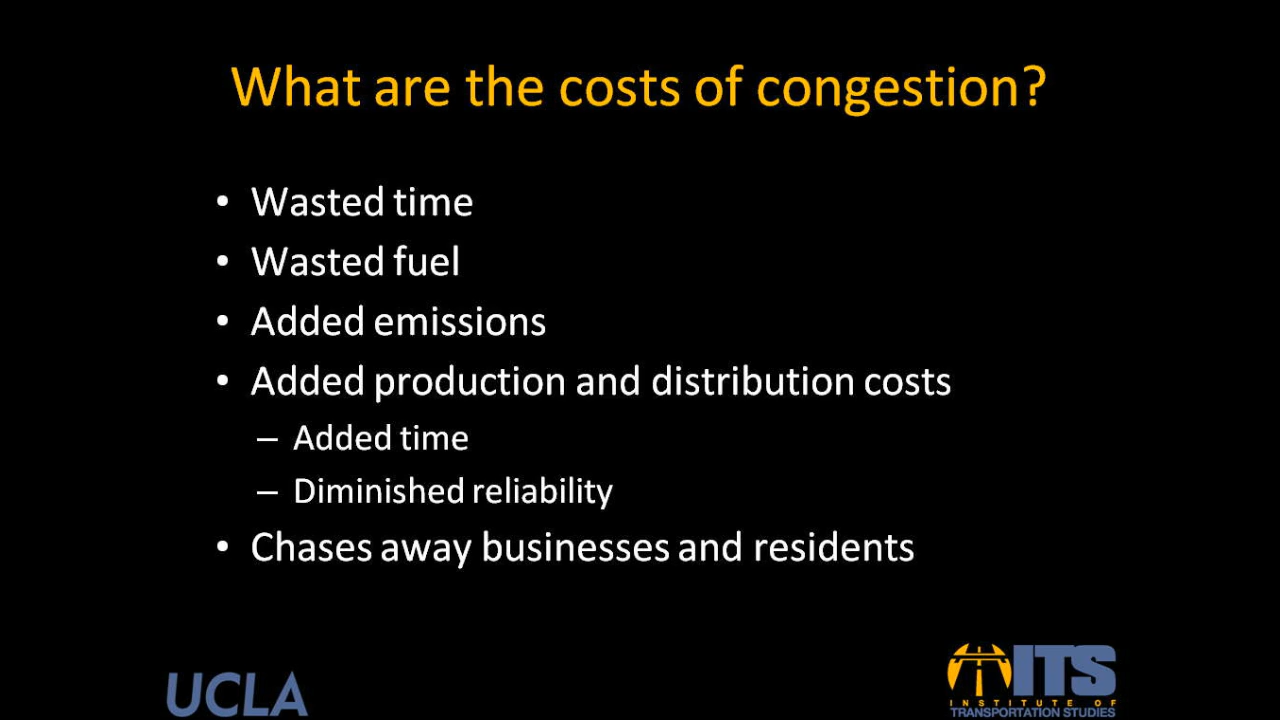 What are the costs of congestion?
• Wasted time
• Wasted fuel
• Added emissions
• Added production and distribution costs
– Added time
– Diminished reliability
• Chases away businesses and residents
UCLA
ITS
INSTITUTE OF
TRANSPORTATION STUDIES